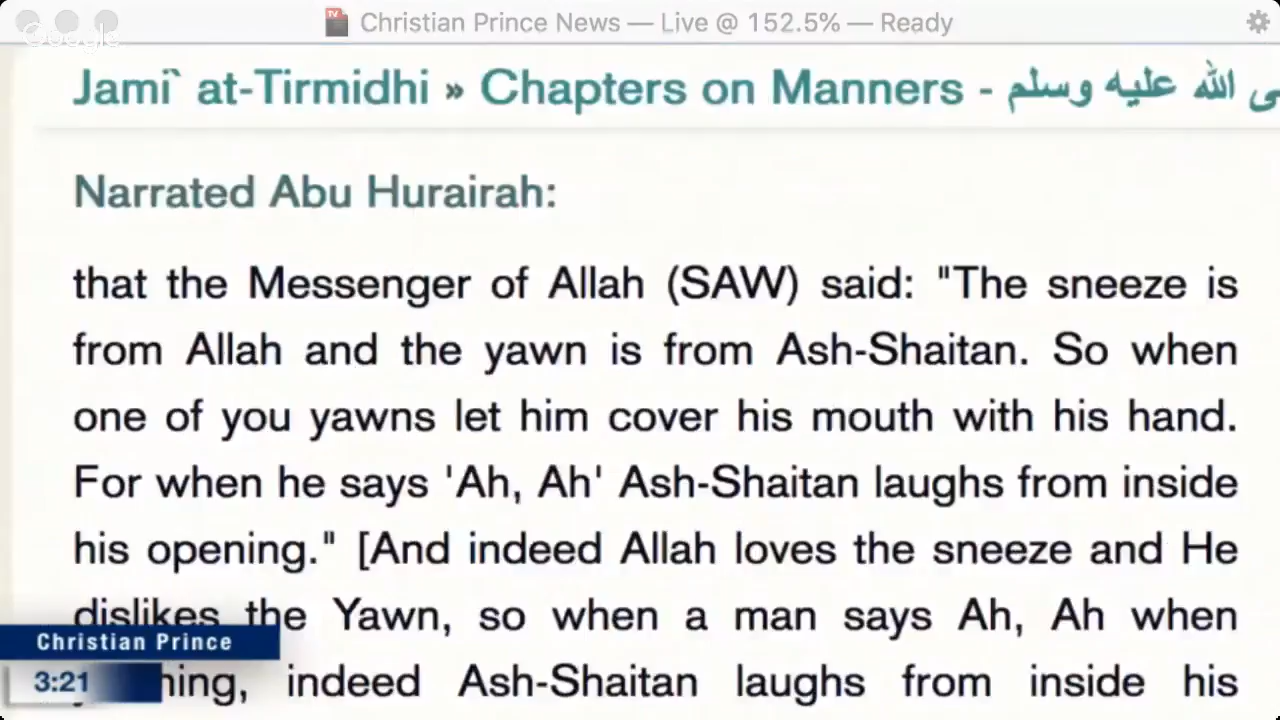 Christian Prince News — Live @ 152.5% — Ready
Google
Jami` at-Tirmidhi » Chapters on Manners - ى الله عليه وسلم
Narrated Abu Hurairah:
that the Messenger of Allah (SAW) said: "The sneeze is
from Allah and the yawn is from Ash-Shaitan. So when
one of you yawns let him cover his mouth with his hand.
For when he says 'Ah, Ah' Ash-Shaitan laughs from inside
his opening." [And indeed Allah loves the sneeze and He
dislikes the Yawn, so when a man says Ah, Ah when
indeed Ash-Shaitan laughs from inside his
Christian Prince
3:21